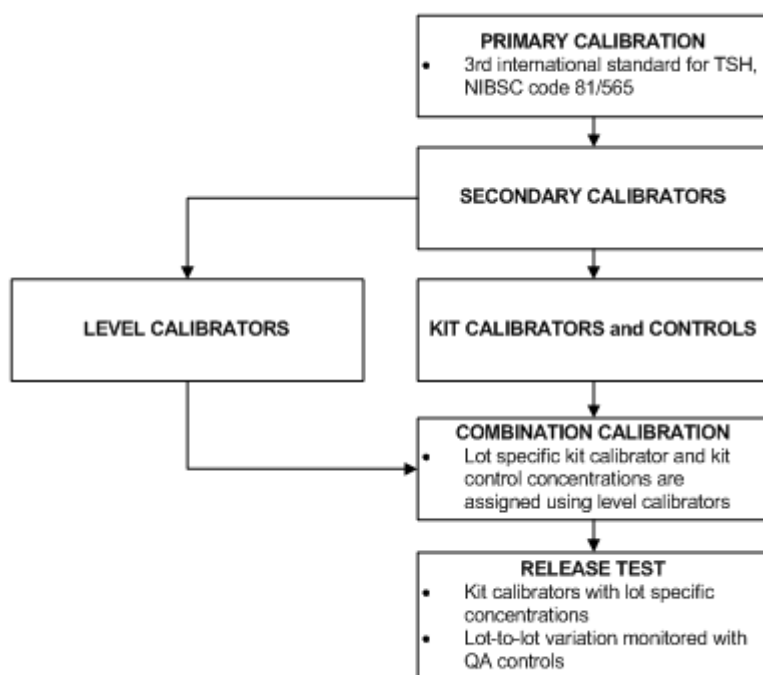 PRIMARY CALIBRATION
• 3rd international standard for TSH,
NIBSC code 81/565
SECONDARY CALIBRATORS
LEVEL CALIBRATORS
KIT CALIBRATORS and CONTROLS
COMBINATION CALIBRATION
• Lot specific kit calibrator and kit
control concentrations are
assigned using level calibrators
RELEASE TEST
• Kit calibrators with lot specific
concentrations
• Lot-to-lot variation monitored with
QA controls